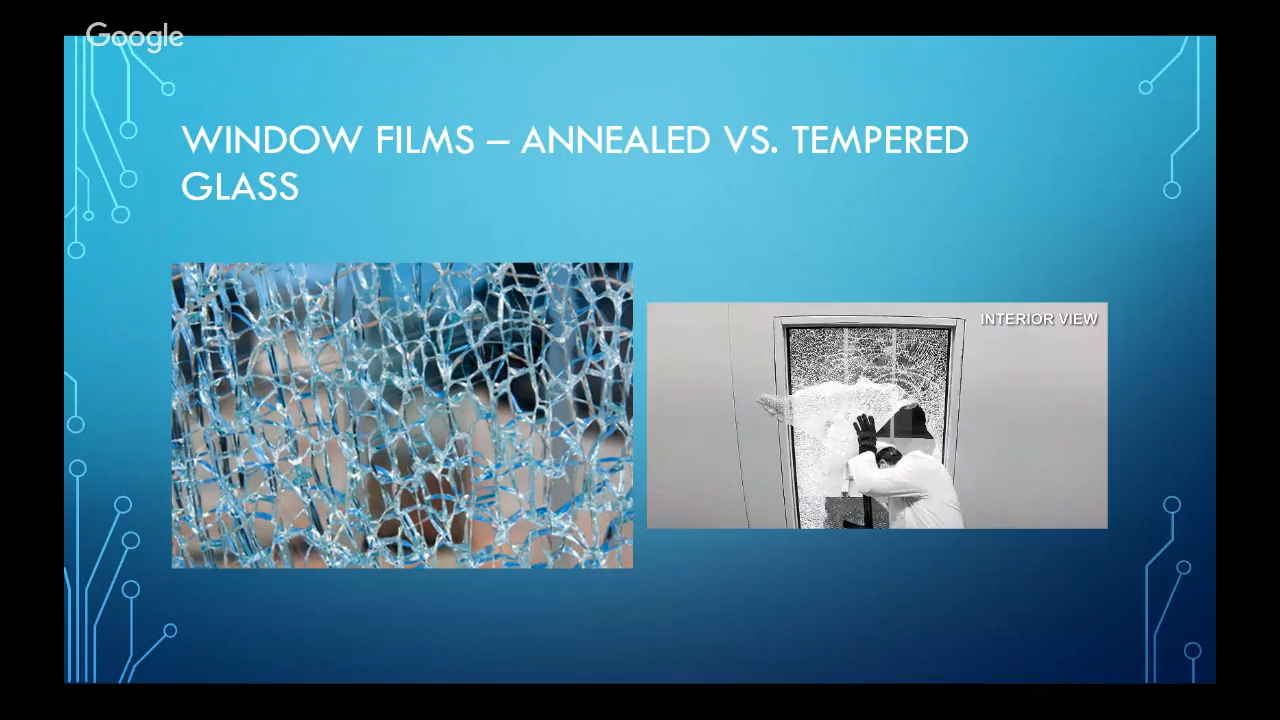 Google
WINDOW FILMS – ANNEALED VS. TEMPERED
GLASS
INTERIOR VIEW